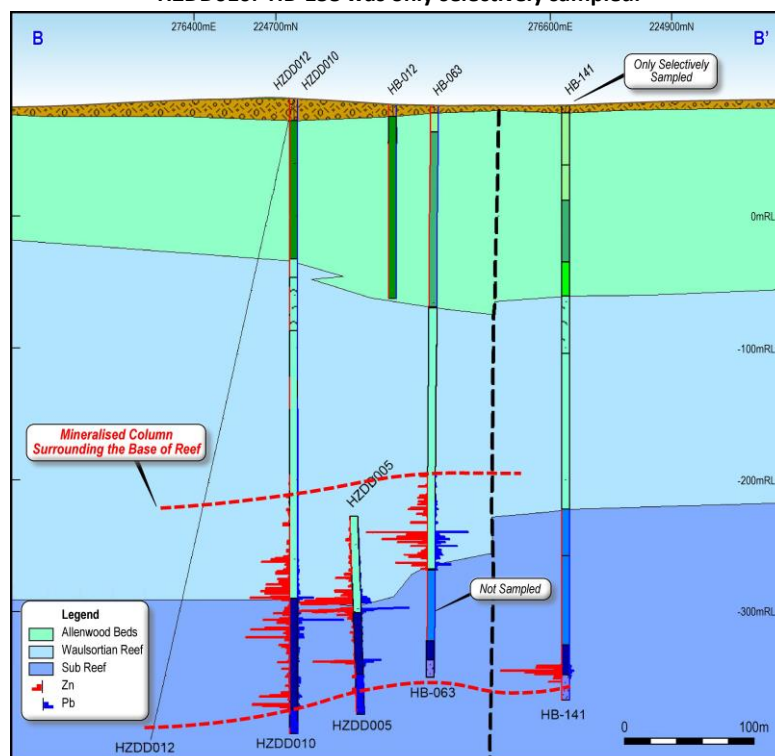 B
276400mE
224700mN
276600mE
224900mN
B'
HZDD012
HZDD010
HB-012
HB-063
HB-141
Only Selectively
Sampled
0mRL
-100mRL
Mineralised Column
Surrounding the Base of Reef
HZDD005
-200mRL
Not Sampled
-300mRL
Legend
Allenwood Beds
Waulsortian Reef
Sub Reef
Zn
Pb
HB-063
HB-141
HZDD005
HZDD010
HZDD012
0
100m